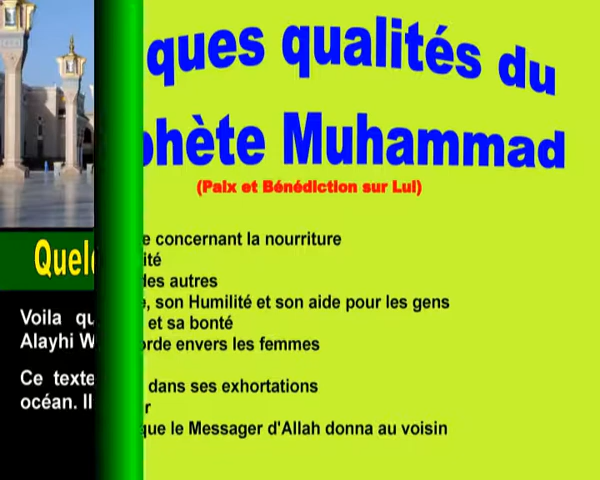 ques qualités du
phète Muhammad
(Paix et Bénédiction sur Lui)
e concernant la nourriture
ité
des autres
, son Humilité et son aide pour les gens
et sa bonté
orde envers les femmes
dans ses exhortations
r
que le Messager d'Allah donna au voisin
Quel
Voila qu
Alayhi W
Ce texte
océan. Il